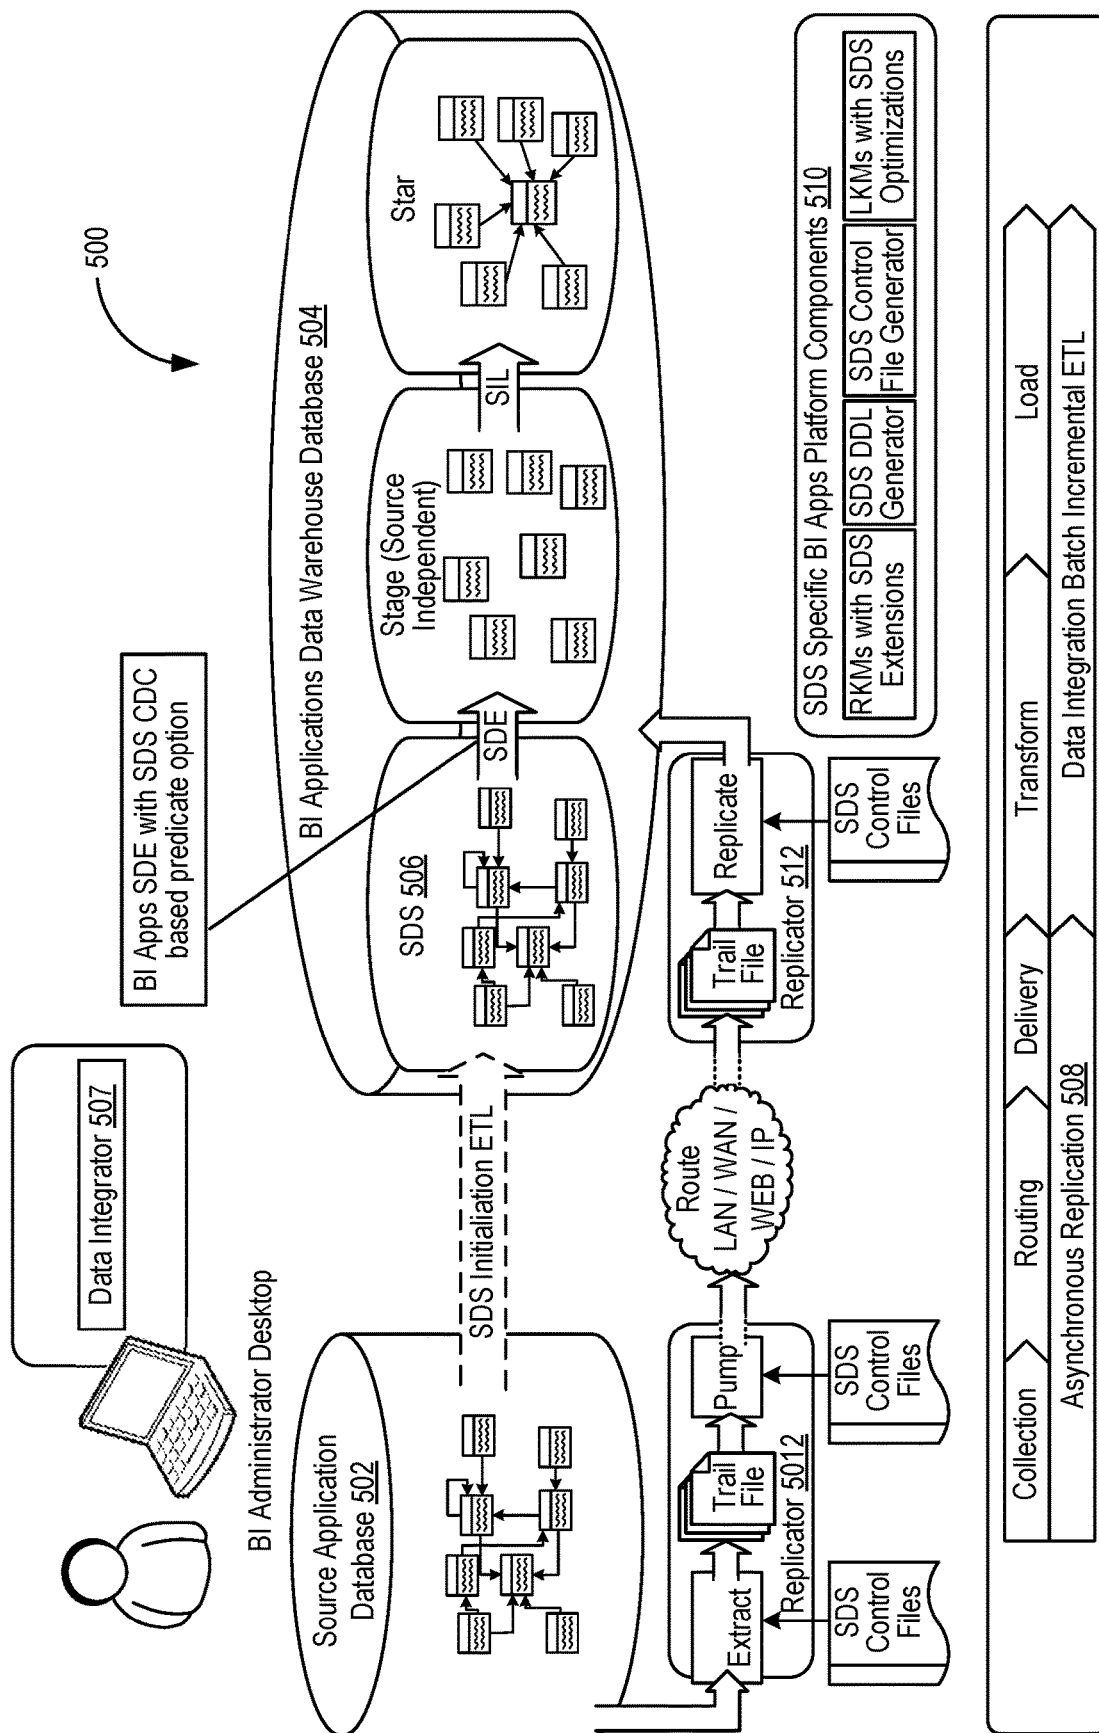 500
Data Integrator 507
BI Administrator Desktop
BI Apps SDE with SDS CDC
based predicate option
Source Application
Database 502
SDS Initialiation ETL
BI Applications Data Warehouse Database 504
SDS 506
SDE
Stage (Source
Independent)
SIL
Star
Extract
Trail
File
Pump
Replicator 5012
SDS
Control
Files
SDS
Control
Files
Route
LAN / WAN /
WEB / IP
Trail
File
Replicate
Replicator 512
SDS
Control
Files
SDS Specific BI Apps Platform Components 510
RKMs with SDS
Extensions
SDS DDL
Generator
SDS Control
File Generator
LKMs with SDS
Optimizations
Collection
Routing
Delivery
Transform
Load
Asynchronous Replication 508
Data Integration Batch Incremental ETL